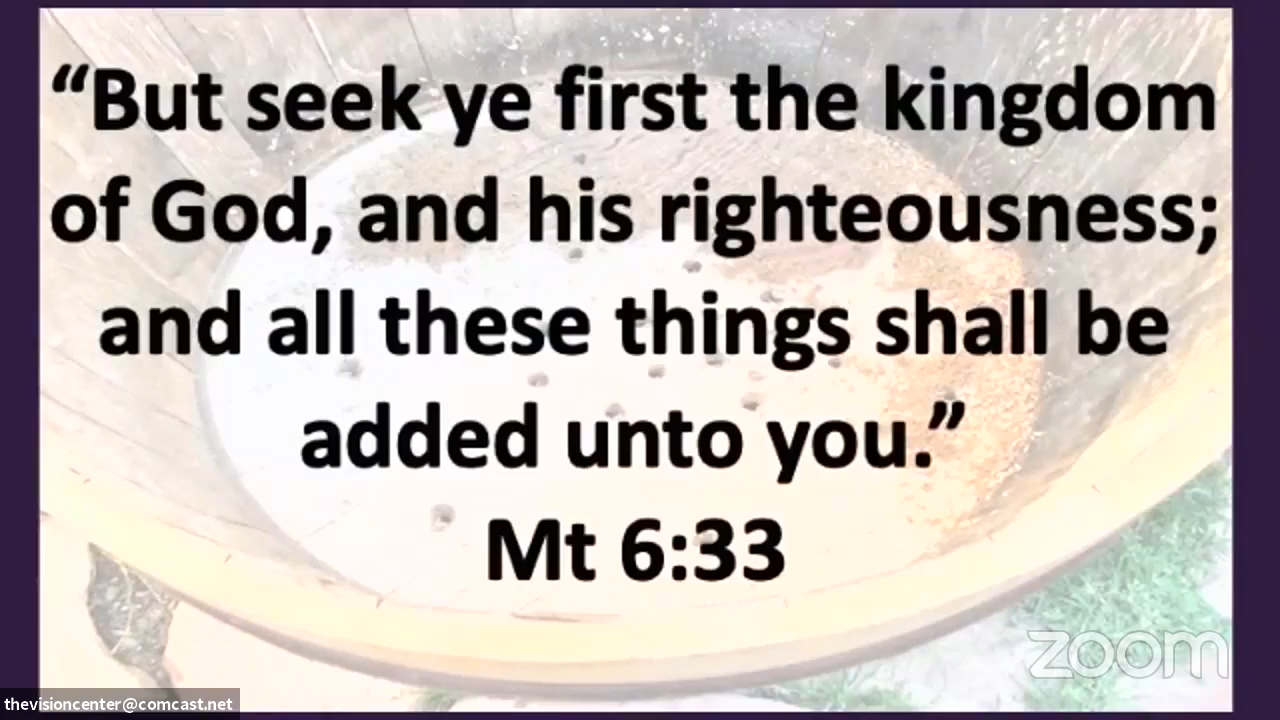 “But seek ye first the kingdom
of God, and his righteousness;
and all these things shall be
added unto you.”
Mt 6:33
zoom
thevisioncenter@comcast.net